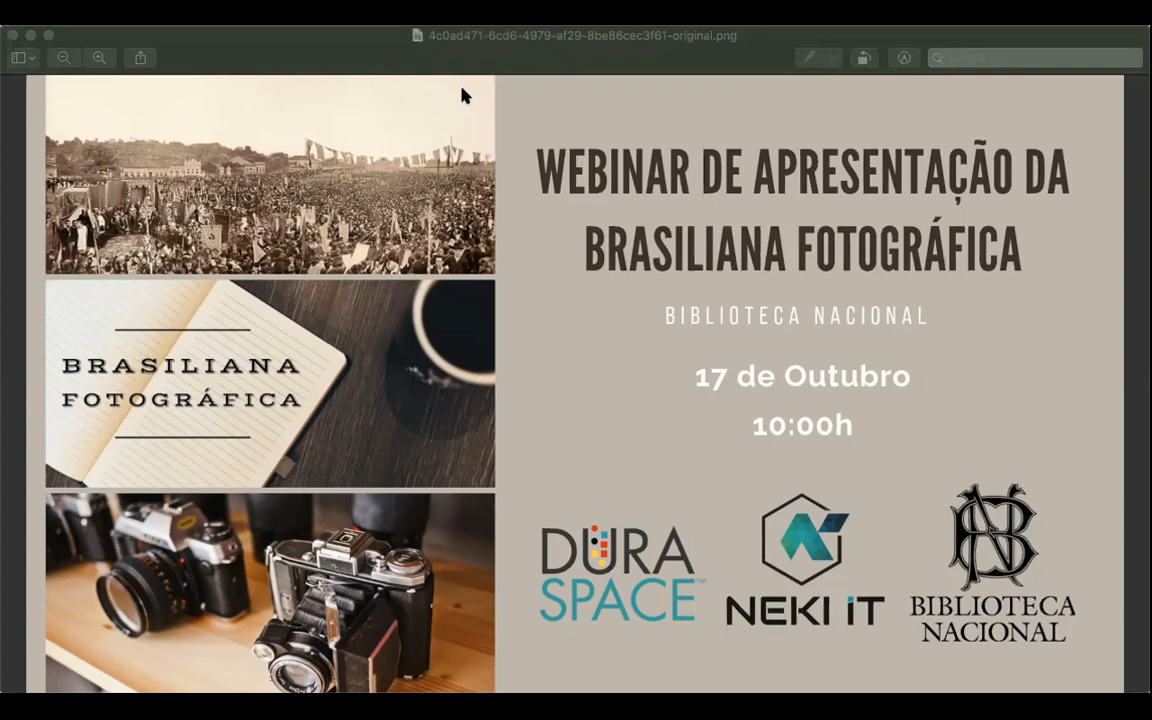 4c0ad471-6cd6-4979-af29-8be86cec3f61-original.png
WEBINAR DE APRESENTAÇÃO DA
BRASILIANA FOTOGRÁFICA
BIBLIOTECA NACIONAL
17 de Outubro
10:00h
BRASILIANA
FOTOGRÁFICA
DURA
SPACE™
NEKI iT
BIBLIOTECA
NACIONAL